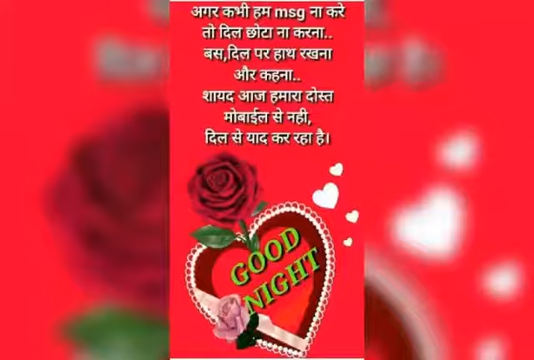 अगर कभी हम msg ना करे
तो दिल छोटा ना करना..
बस,दिल पर हाथ रखना
और कहना..
शायद आज हमारा दोस्त
मोबाईल से नही,
दिल से याद कर रहा है।
GOOD
NIGHT